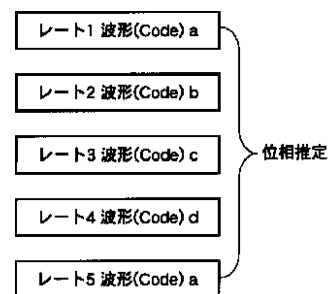 レート1 波形(Code) a
レート2 波形(Code) b
レート3 波形(Code) c
位相推定
レート4 波形(Code) d
レート5 波形(Code) a